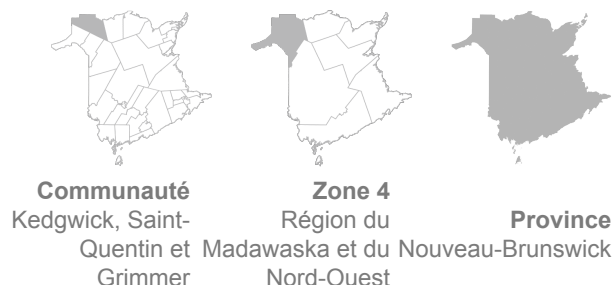 Communauté
Kedgwick, Saint-
Quentin et
Grimmer
Zone 4
Région du
Madawaska et du
Nord-Ouest
Province
Nouveau-Brunswick